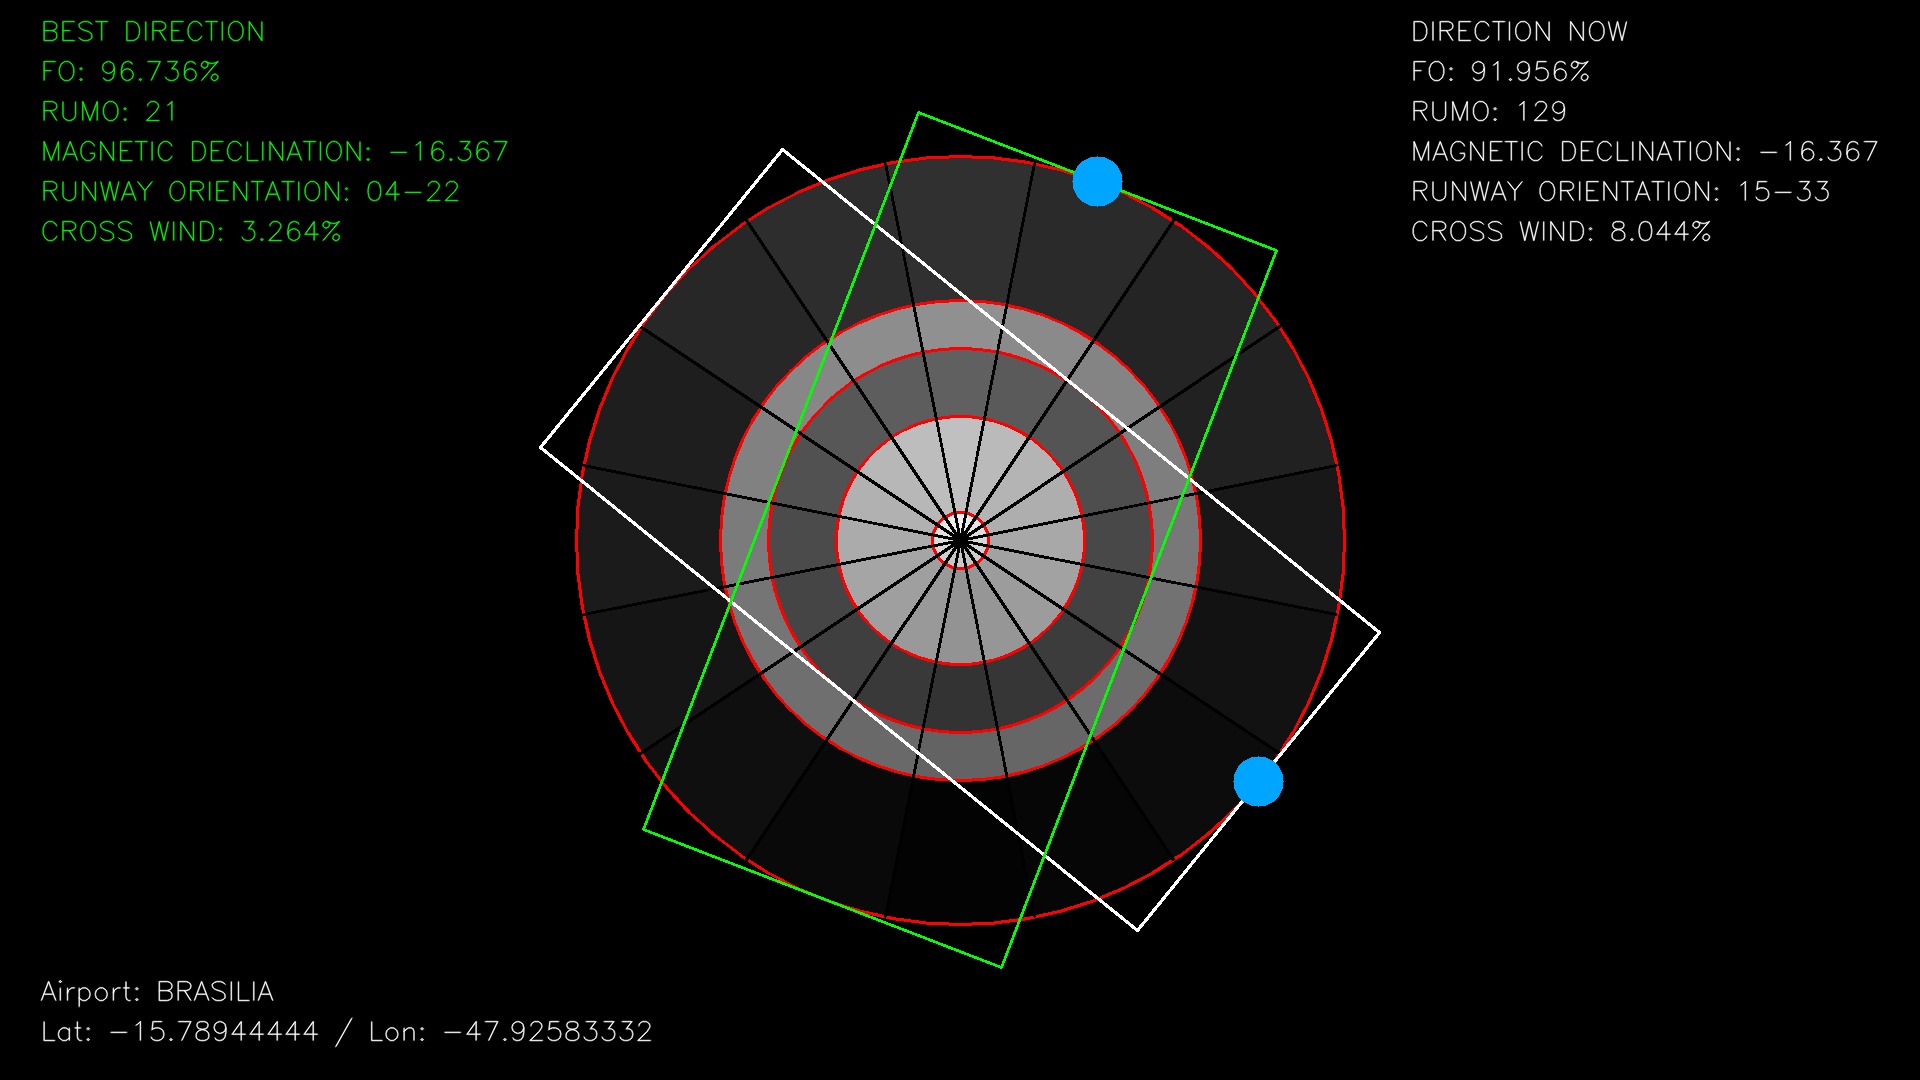 BEST DIRECTION
FO: 96.736%
RUMO: 21
MAGNETIC DECLINATION: -16.367
RUNWAY ORIENTATION: 04-22
CROSS WIND: 3.264%
DIRECTION NOW
FO: 91.956%
RUMO: 129
MAGNETIC DECLINATION: -16.367
RUNWAY ORIENTATION: 15-33
CROSS WIND: 8.044%
Airport: BRASILIA
Lat: -15.78944444 / Lon: -47.92583332